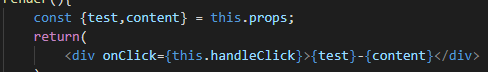 render(){
const {test,content} = this.props;
return(
<div onClick={this.handleClick}>{test}-{content}</div>
)